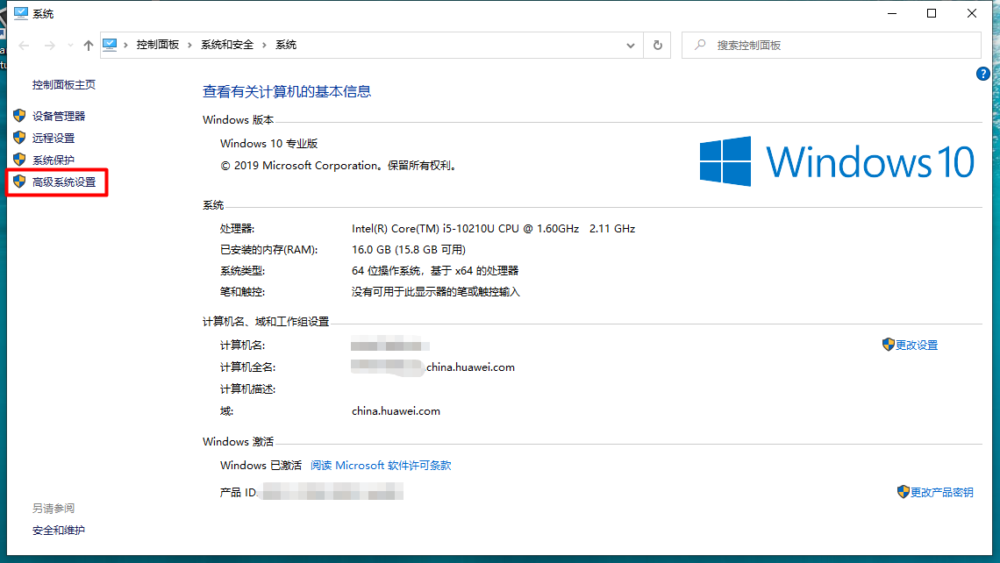 系统
控制面板 › 系统和安全 › 系统
搜索控制面板
?
控制面板主页
设备管理器
远程设置
系统保护
高级系统设置
查看有关计算机的基本信息
Windows 版本
Windows 10 专业版
© 2019 Microsoft Corporation。保留所有权利。
Windows 10
系统
处理器: Intel(R) Core(TM) i5-10210U CPU @ 1.60GHz 2.11 GHz
已安装的内存(RAM): 16.0 GB (15.8 GB 可用)
系统类型: 64 位操作系统, 基于 x64 的处理器
笔和触控: 没有可用于此显示器的笔或触控输入
计算机名、域和工作组设置
计算机名: 更改设置
计算机全名: .china.huawei.com
计算机描述:
域: china.huawei.com
Windows 激活
Windows 已激活 阅读 Microsoft 软件许可条款
产品 ID 更改产品密钥
另请参阅
安全和维护